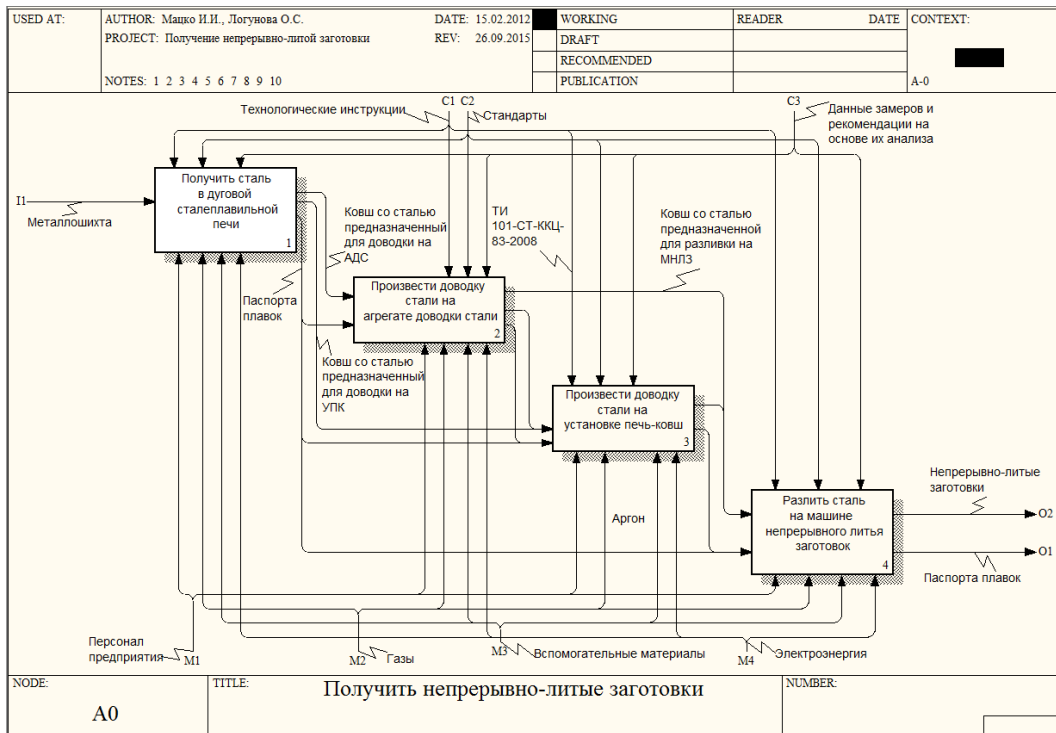 USED AT:
AUTHOR: Мацко И.И., Логунова О.С.
DATE: 15.02.2012
WORKING
READER
DATE
CONTEXT:
PROJECT: Получение непрерывно-литой заготовки
REV: 26.09.2015
DRAFT
RECOMMENDED
NOTES: 1 2 3 4 5 6 7 8 9 10
PUBLICATION
A-0
Технологические инструкции
C1
C2
Стандарты
C3
Данные замеров и
рекомендации на
основе их анализа
I1
Металлошихта
Получить сталь
в дуговой
сталеплавильной
печи
1
Ковш со сталью
предназначенный
для доводки на
АДС
ТИ
101-СТ-ККЦ-
83-2008
Ковш со сталью
предназначеной
для разливки на
МНЛЗ
Паспорта
плавок
Произвести доводку
стали на
агрегате доводки стали
2
Ковш со сталью
предназначенный
для доводки на
УПК
Произвести доводку
стали на
установке печь-ковш
3
Непрерывно-литые
заготовки
Разлить сталь
на машине
непрерывного литья
заготовок
4
O2
Аргон
O1
Паспорта плавок
Персонал
предприятия
M1
M2
Газы
M3
Вспомогательные материалы
M4
Электроэнергия
NODE:
TITLE:
Получить непрерывно-литые заготовки
NUMBER:
A0